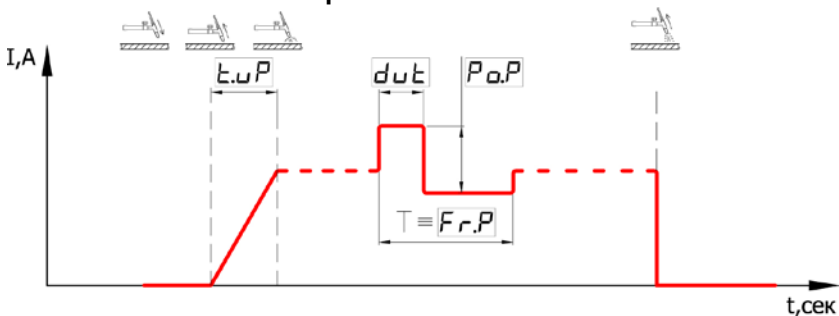 I,A
t.uP
dut
Po.P
T ≡ Fr.P
t,сек